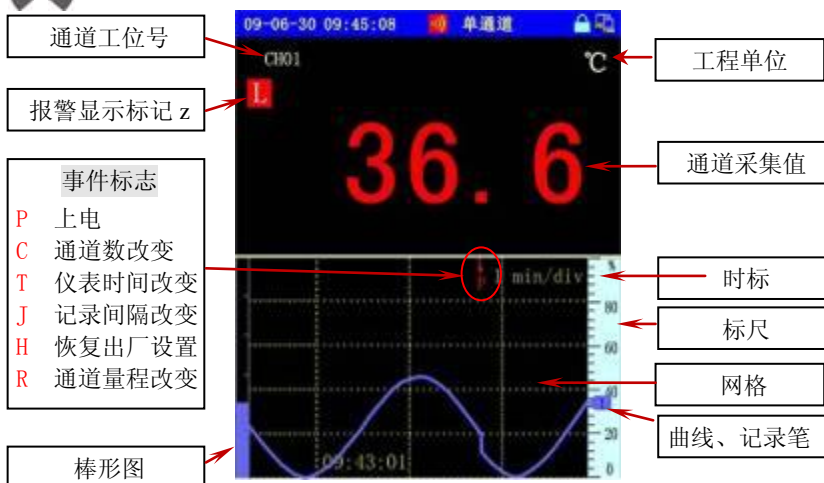 通道工位号
报警显示标记 z
事件标志
P 上电
C 通道数改变
T 仪表时间改变
J 记录间隔改变
H 恢复出厂设置
R 通道量程改变
棒形图
09-06-30 09:45:08 单通道
CH01
℃
L
36.6
P 1 min/div
%
80
60
40
20
0
09:43:01
工程单位
通道采集值
时标
标尺
网格
曲线、记录笔